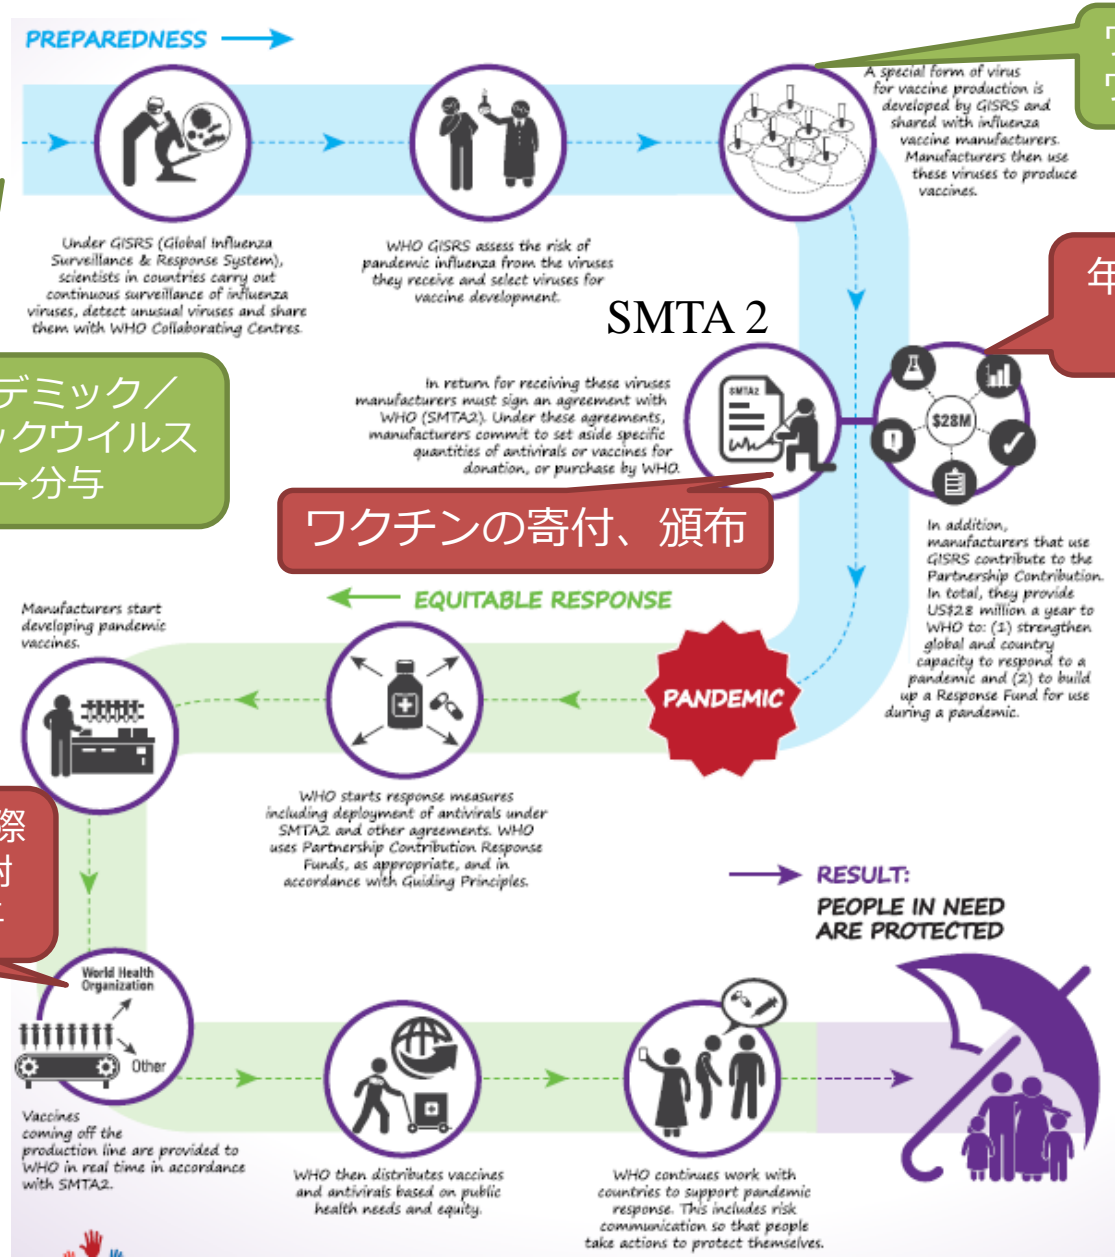 PREPAREDNESS
A special form of virus
for vaccine production is
developed by GISRS and
shared with influenza
vaccine manufacturers.
Manufacturers then use
these viruses to produce
vaccines.
Under GISRS (Global Influenza
Surveillance & Response System),
scientists in countries carry out
continuous surveillance of influenza
viruses, detect unusual viruses and share
them with WHO Collaborating Centres.
WHO GISRS assess the risk of
pandemic influenza from the viruses
they receive and select viruses for
vaccine development.
年
SMTA 2
デミック／
ックウイルス
→分与
In return for receiving these viruses
manufacturers must sign an agreement with
WHO (SMTA2). Under these agreements,
manufacturers commit to set aside specific
quantities of antivirals or vaccines for
donation, or purchase by WHO.
SMTA2
$28M
ワクチンの寄付、頒布
In addition,
manufacturers that use
GISRS contribute to the
Partnership Contribution.
In total, they provide
US$28 million a year to
WHO to: (1) strengthen
global and country
capacity to respond to a
pandemic and (2) to build
up a Response Fund for use
during a pandemic.
EQUITABLE RESPONSE
Manufacturers start
developing pandemic
vaccines.
PANDEMIC
WHO starts response measures
including deployment of antivirals under
SMTA2 and other agreements. WHO
uses Partnership Contribution Response
Funds, as appropriate, and in
accordance with Guiding Principles.
際
RESULT:
PEOPLE IN NEED
ARE PROTECTED
World Health
Organization
Other
Vaccines
coming off the
production line are provided to
WHO in real time in accordance
with SMTA2.
WHO then distributes vaccines
and antivirals based on public
health needs and equity.
WHO continues work with
countries to support pandemic
response. This includes risk
communication so that people
take actions to protect themselves.